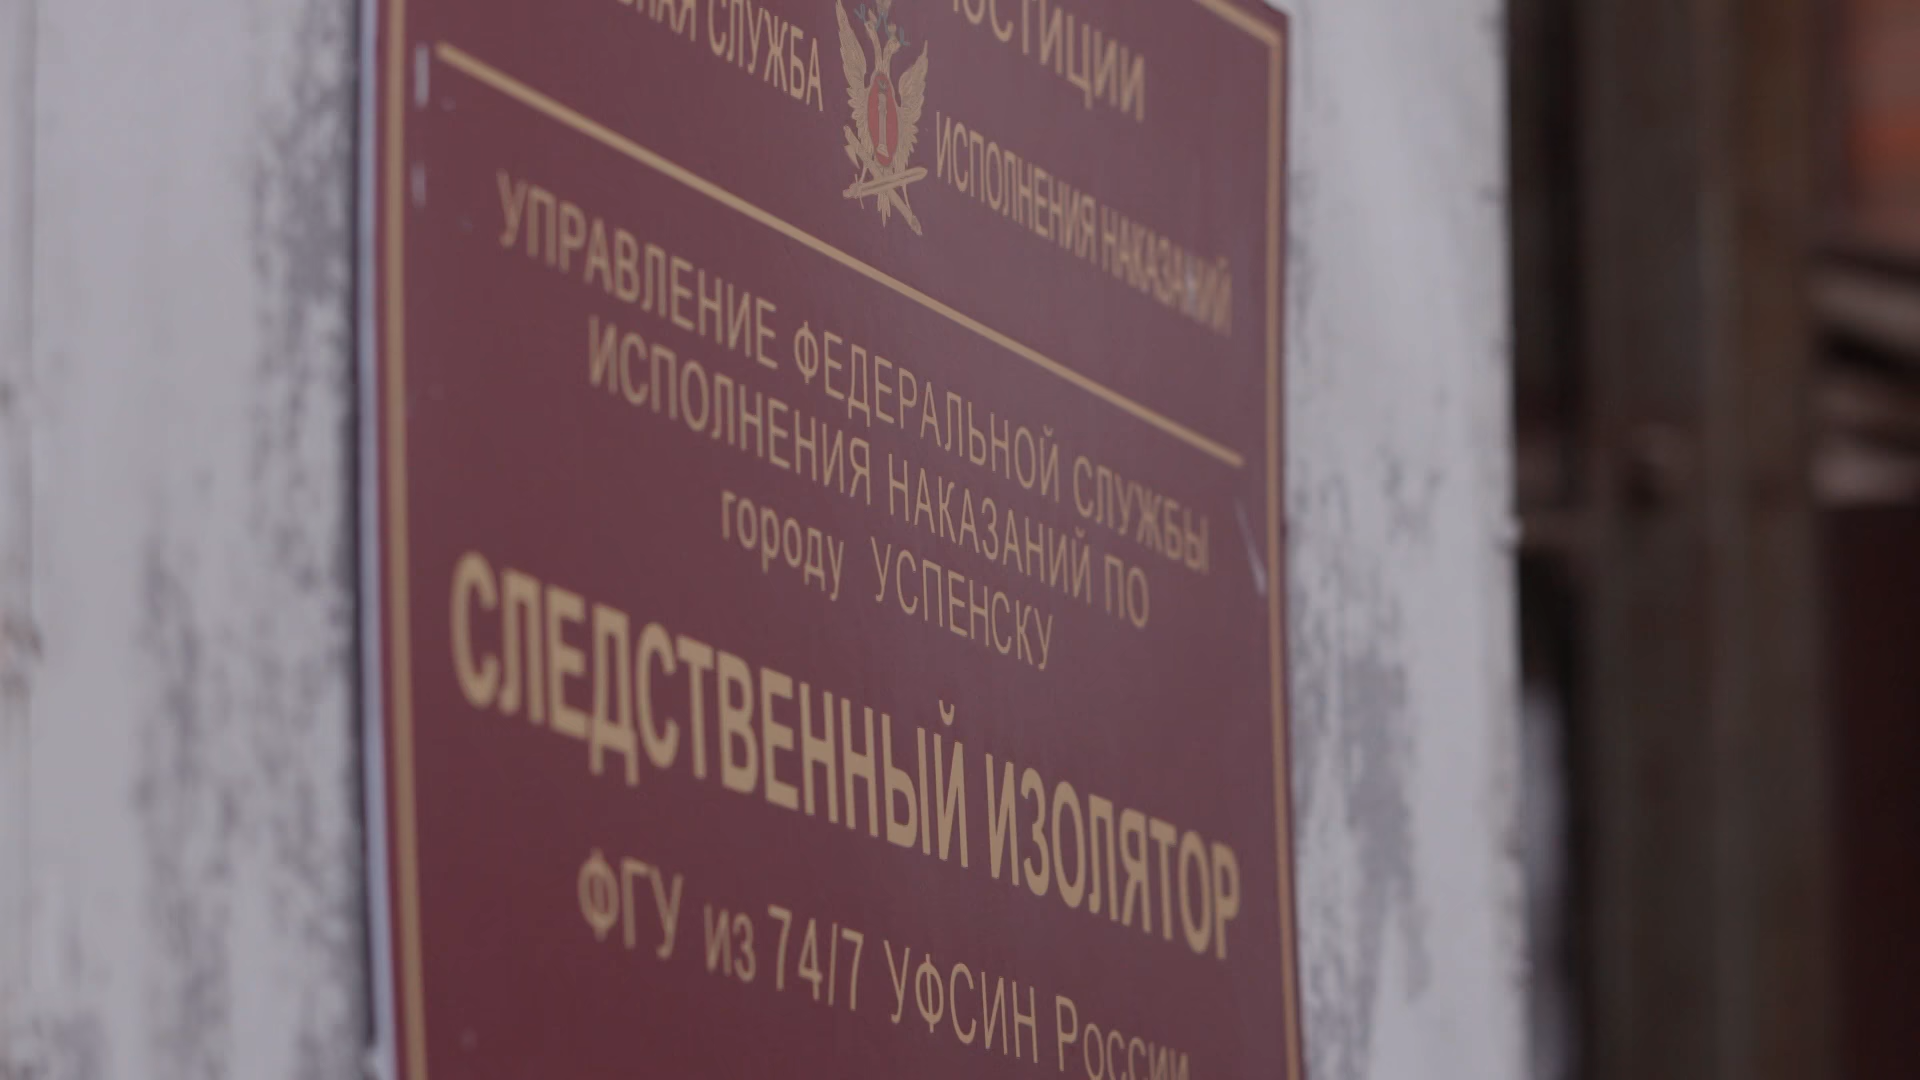 ЮСТИЦИИ
СЛУЖБА
ИСПОЛНЕНИЯ НАКАЗАНИЙ
УПРАВЛЕНИЕ ФЕДЕРАЛЬНОЙ СЛУЖБЫ
ИСПОЛНЕНИЯ НАКАЗАНИЙ ПО
городу УСПЕНСКУ
СЛЕДСТВЕННЫЙ ИЗОЛЯТОР
ФГУ из 74/7 УФСИН России